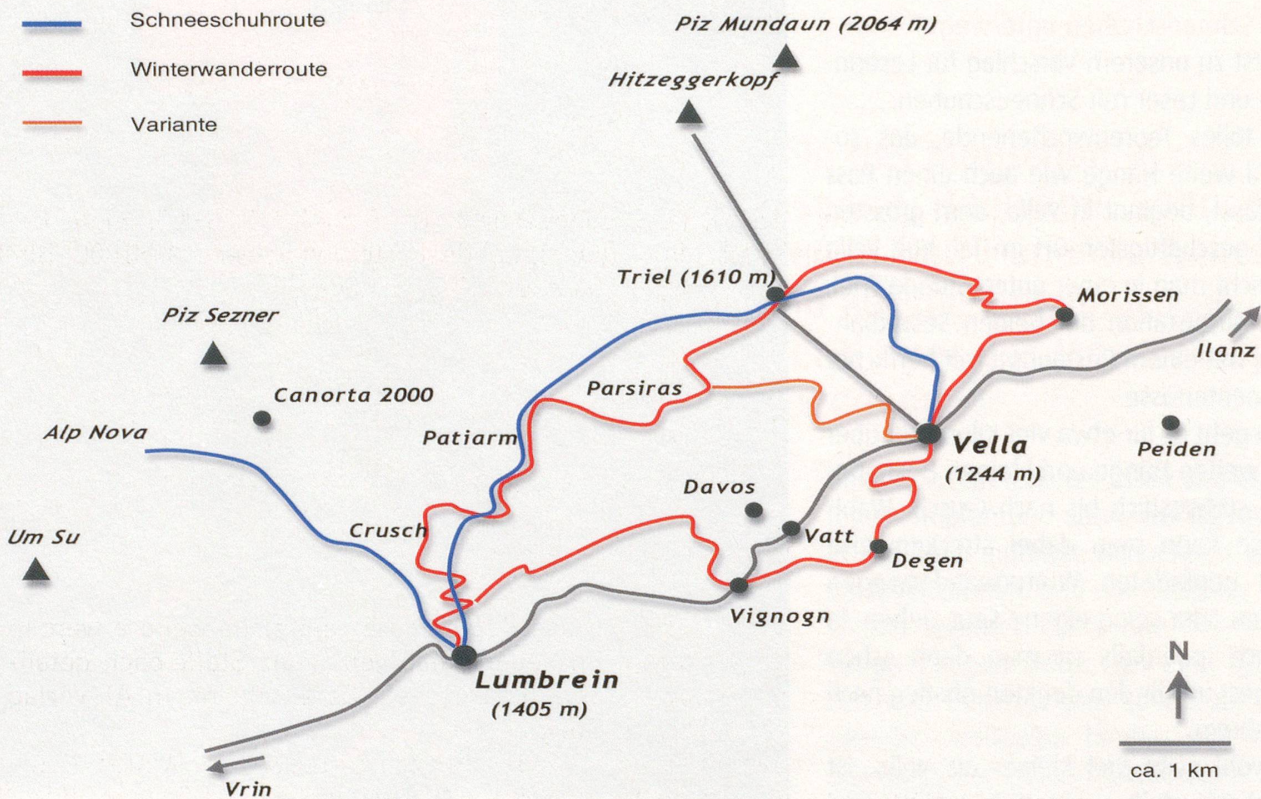 Schneeschuhroute
Winterwanderroute
Variante
Piz Mundaun (2064 m)
Hitzeggerkopf
Triel (1610 m)
Morissen
Ilanz
Piz Sezner
Canorta 2000
Parsiras
Alp Nova
Patiarm
Vella
(1244 m)
Peiden
Davos
Crusch
Vatt
Um Su
Degen
Vignogn
Lumbrein
(1405 m)
N
ca. 1 km
Vrin